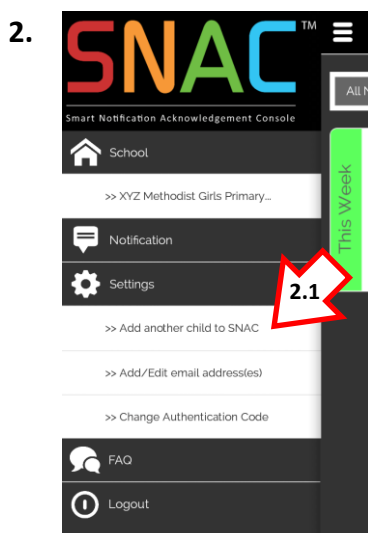 2.
SNAC™
Smart Notification Acknowledgement Console
All N
School
>> XYZ Methodist Girls Primary...
This Week
Notification
Settings
2.1
>> Add another child to SNAC
>> Add/Edit email address(es)
>> Change Authentication Code
FAQ
Logout